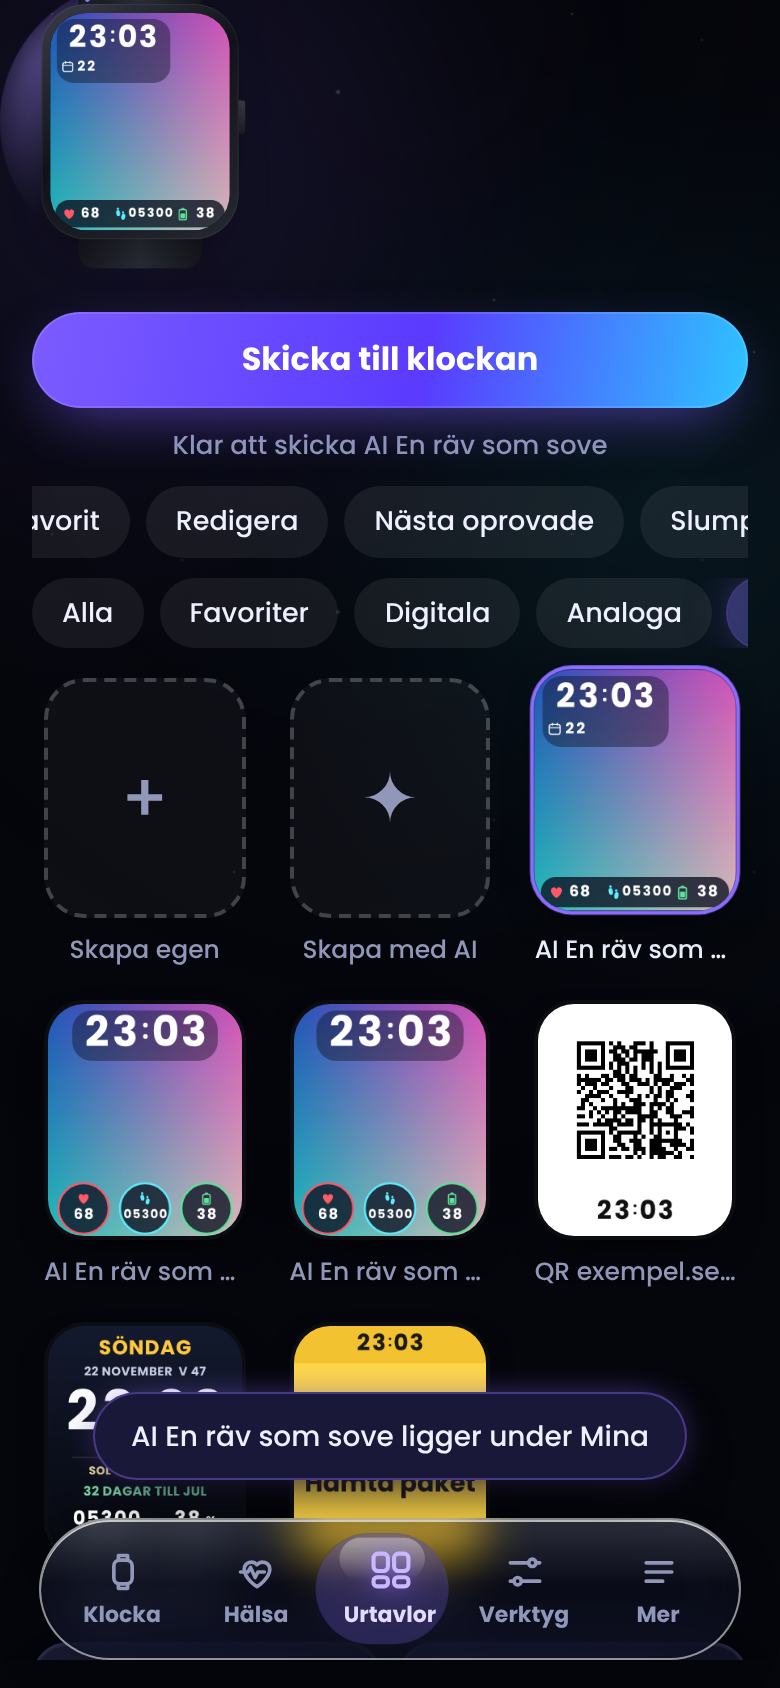 23:03
22
68 05300 38
Skicka till klockan
Klar att skicka AI En räv som sove
avorit Redigera Nästa oprovade Slump
Alla Favoriter Digitala Analoga
23:03
22
68 05300 38
Skapa egen Skapa med AI AI En räv som ...
23:03 23:03
68 05300 38 68 05300 38
23:03
AI En räv som ... AI En räv som ... QR exempel.se...
SÖNDAG
22 NOVEMBER V 47
23:03
AI En räv som sove ligger under Mina
SOL
32 DAGAR TILL JUL
Hämta paket
05300 38
Klocka Hälsa Urtavlor Verktyg Mer